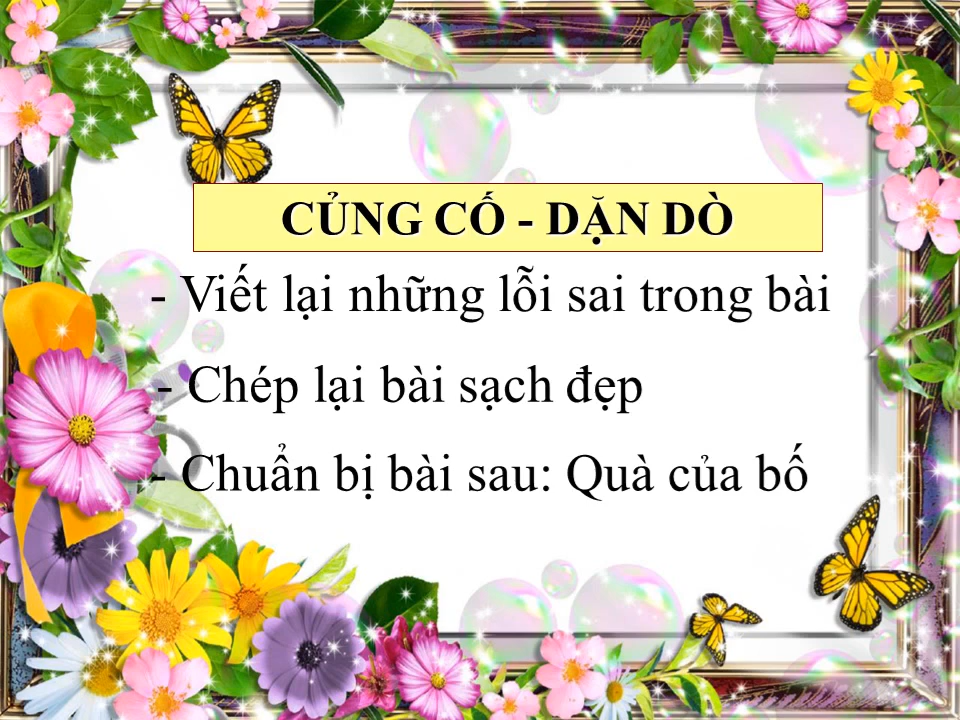 CỦNG CỐ - DẶN DÒ
- Viết lại những lỗi sai trong bài
- Chép lại bài sạch đẹp
- Chuẩn bị bài sau: Quà của bố